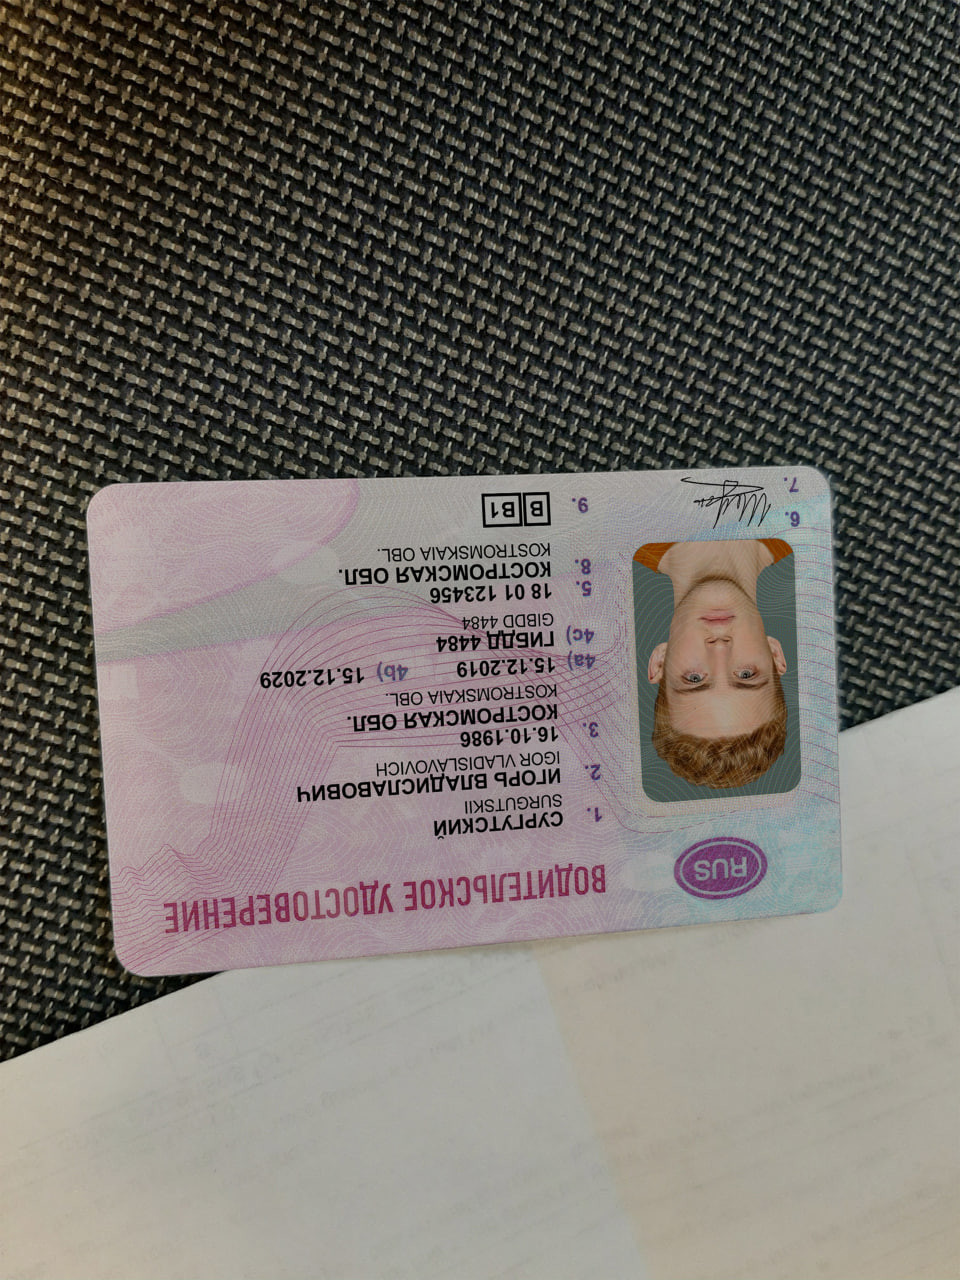 RUS
ВОДИТЕЛЬСКОЕ УДОСТОВЕРЕНИЕ
1. СУРГУТСКИЙ
SURGUTSKII
2. ИГОРЬ ВЛАДИСЛАВОВИЧ
IGOR VLADISLAVOVICH
3. 16.10.1986
КОСТРОМСКАЯ ОБЛ.
KOSTROMSKAIA OBL.
4a) 15.12.2019 4b) 15.12.2029
4c) ГИБДД 4484
GIBDD 4484
5. 18 01 123456
8. КОСТРОМСКАЯ ОБЛ.
KOSTROMSKAIA OBL.
9. B B1
6.
7.